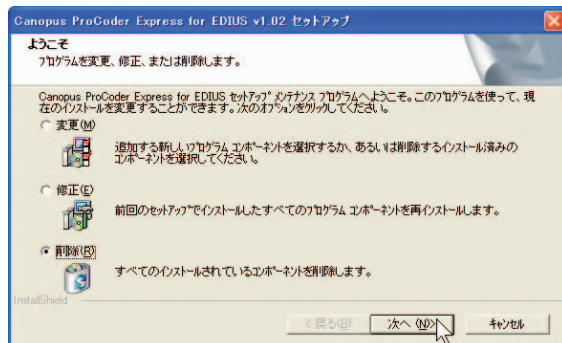 Canopus ProCoder Express for EDIUS v1.02 セットアップ
ようこそ
プログラムを変更、修正、または削除します。
Canopus ProCoder Express for EDIUS セットアップ メンテナンス プログラムへようこそ。このプログラムを使って、現
在のインストールを変更することができます。次のオプションをクリックしてください。
変更(M)
追加する新しいプログラム コンポーネントを選択するか、あるいは削除するインストール済みの
コンポーネントを選択してください。
修正(E)
前回のセットアップでインストールしたすべてのプログラム コンポーネントを再インストールします。
削除(R)
すべてのインストールされているコンポーネントを削除します。
InstallShield
< 戻る(B)
次へ (N)>
キャンセル